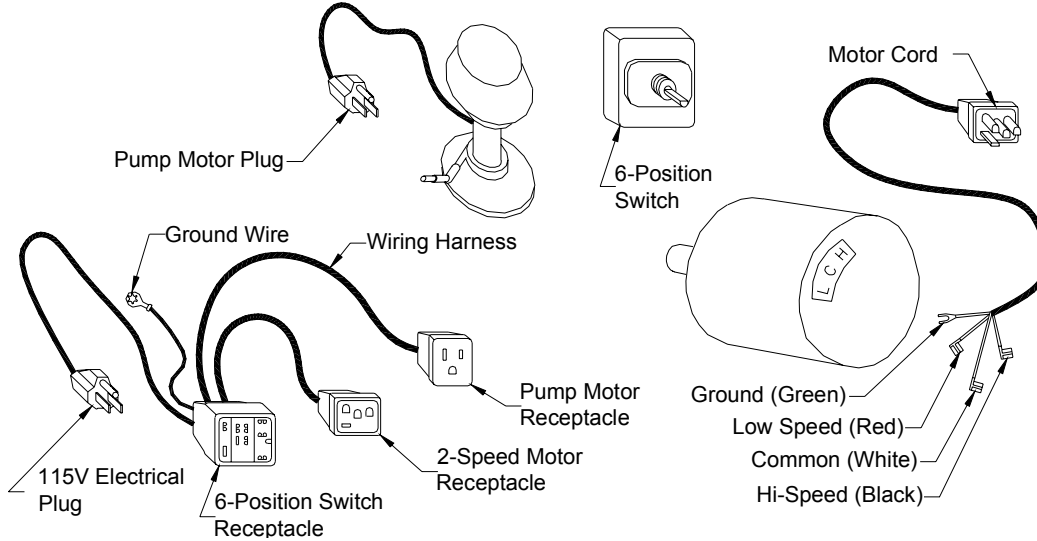 Pump Motor Plug
6-Position
Switch
Motor Cord
Ground Wire
Wiring Harness
L C H
Pump Motor
Receptacle
2-Speed Motor
Receptacle
115V Electrical
Plug
6-Position Switch
Receptacle
Ground (Green)
Low Speed (Red)
Common (White)
Hi-Speed (Black)